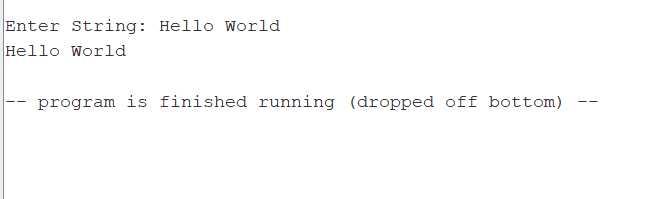 Enter String: Hello World
Hello World
-- program is finished running (dropped off bottom) --